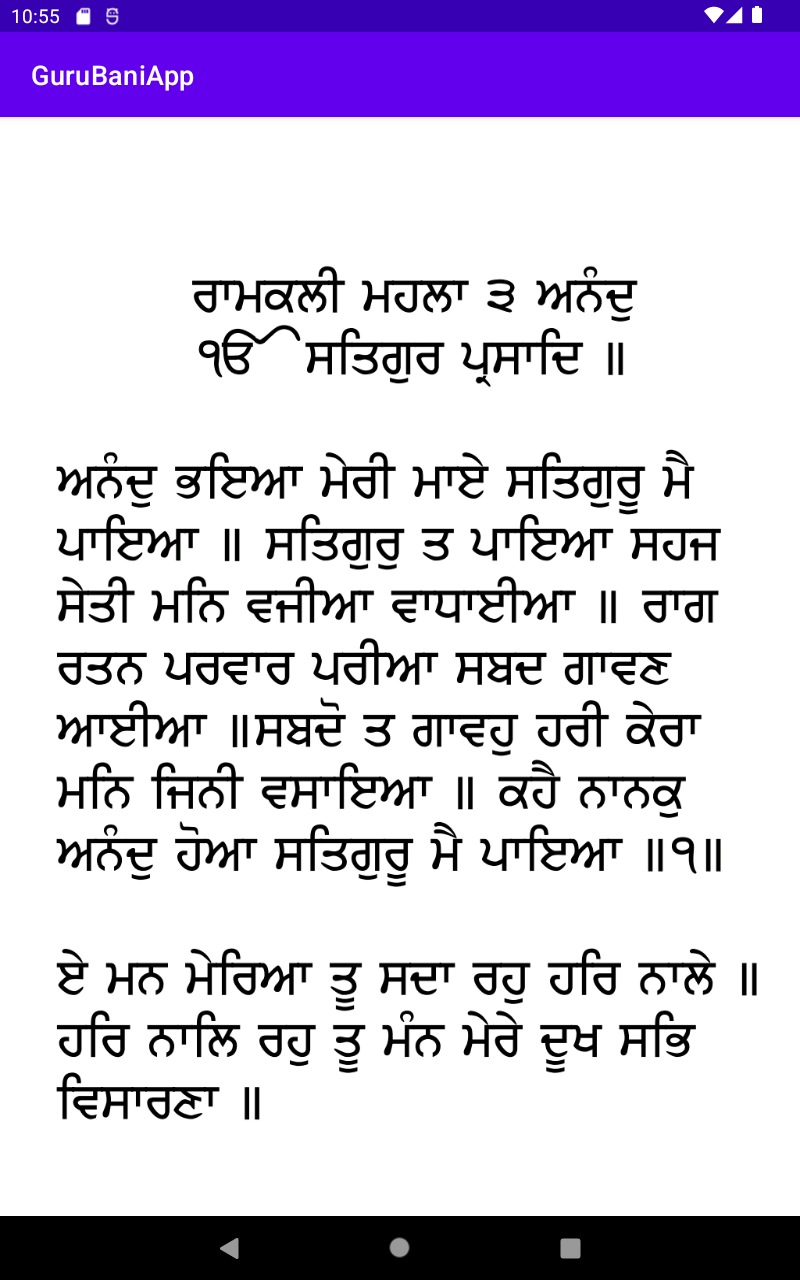 10:55
GuruBaniApp
ਰਾਮਕਲੀ ਮਹਲਾ ੩ ਅਨੰਦੁ
ੴ ਸਤਿਗੁਰ ਪ੍ਰਸਾਦਿ ॥
ਅਨੰਦੁ ਭਇਆ ਮੇਰੀ ਮਾਏ ਸਤਿਗੁਰੂ ਮੈ
ਪਾਇਆ ॥ ਸਤਿਗੁਰੁ ਤ ਪਾਇਆ ਸਹਜ
ਸੇਤੀ ਮਨਿ ਵਜੀਆ ਵਾਧਾਈਆ ॥ ਰਾਗ
ਰਤਨ ਪਰਵਾਰ ਪਰੀਆ ਸਬਦ ਗਾਵਣ
ਆਈਆ ॥ਸਬਦੋ ਤ ਗਾਵਹੁ ਹਰੀ ਕੇਰਾ
ਮਨਿ ਜਿਨੀ ਵਸਾਇਆ ॥ ਕਹੈ ਨਾਨਕੁ
ਅਨੰਦੁ ਹੋਆ ਸਤਿਗੁਰੂ ਮੈ ਪਾਇਆ ॥੧॥
ਏ ਮਨ ਮੇਰਿਆ ਤੂ ਸਦਾ ਰਹੁ ਹਰਿ ਨਾਲੇ ॥
ਹਰਿ ਨਾਲਿ ਰਹੁ ਤੂ ਮੰਨ ਮੇਰੇ ਦੂਖ ਸਭਿ
ਵਿਸਾਰਣਾ ॥